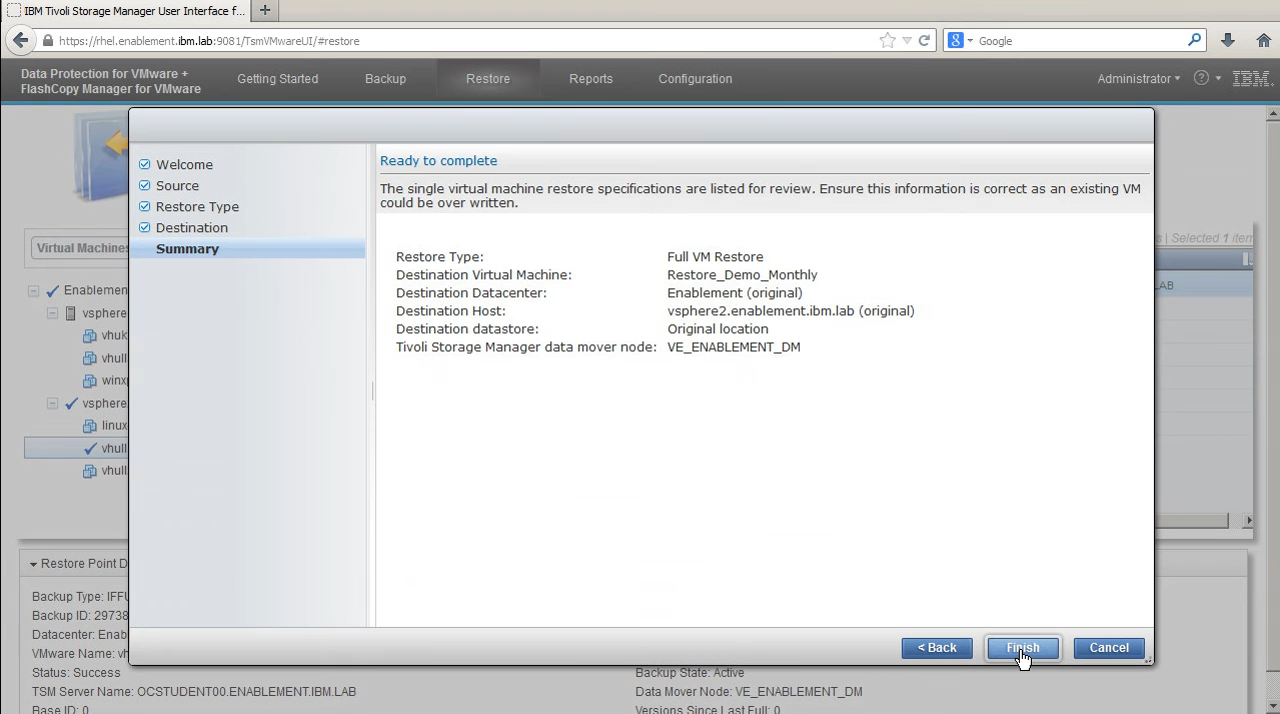 IBM Tivoli Storage Manager User Interface f...
https://rhel.enablement.ibm.lab:9081/TsmVMwareUI/#restore
Google
Data Protection for VMware +
FlashCopy Manager for VMware
Getting Started
Backup
Restore
Reports
Configuration
Administrator
?
IBM
Welcome
Source
Restore Type
Destination
Summary
Ready to complete
The single virtual machine restore specifications are listed for review. Ensure this information is correct as an existing VM
could be over written.
Restore Type: Full VM Restore
Destination Virtual Machine: Restore_Demo_Monthly
Destination Datacenter: Enablement (original)
Destination Host: vsphere2.enablement.ibm.lab (original)
Destination datastore: Original location
Tivoli Storage Manager data mover node: VE_ENABLEMENT_DM
< Back
Finish
Cancel
Virtual Machines
Enablemen
vsphere
vhuk
vhull
winxp
vsphere
linux
vhull
vhull
| Selected 1 item
LAB
Restore Point D
Backup Type: IFFU
Backup ID: 29738
Datacenter: Enab
VMware Name: vh
Status: Success
Backup State: Active
TSM Server Name: OCSTUDENT00.ENABLEMENT.IBM.LAB
Data Mover Node: VE_ENABLEMENT_DM
Base ID: 0
Versions Since Last Full: 0